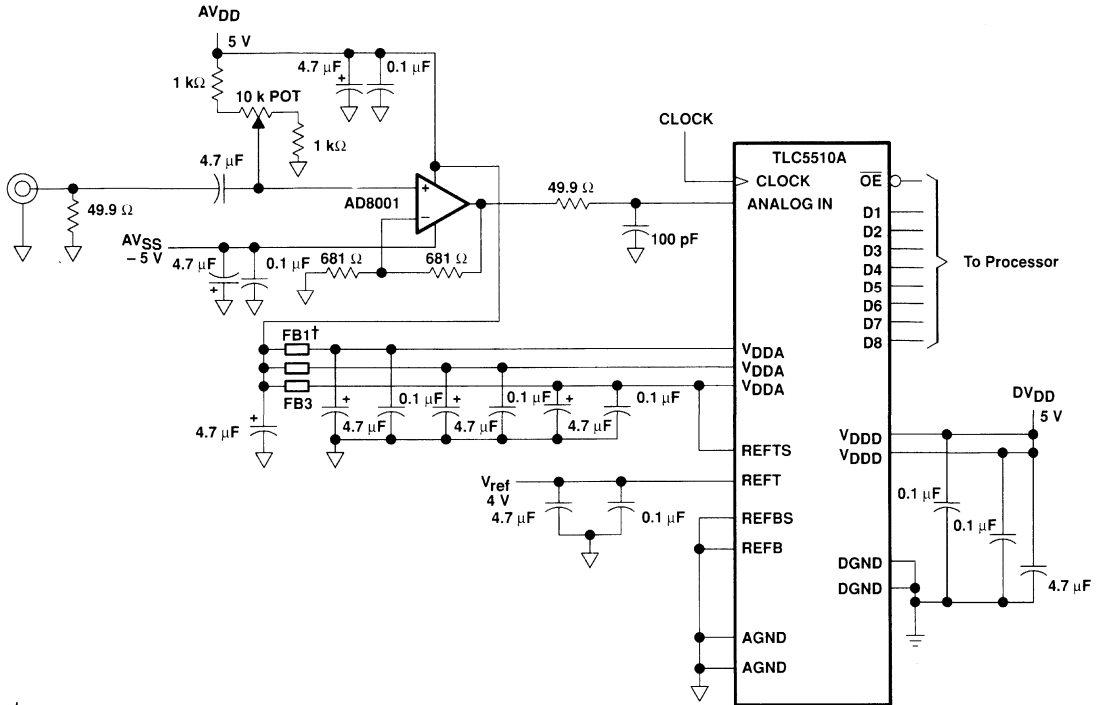 AVDD
5 V
4.7 µF
0.1 µF
1 kΩ
10 k POT
1 kΩ
CLOCK
4.7 µF
TLC5510A
CLOCK
OE
49.9 Ω
+
AD8001
−
49.9 Ω
ANALOG IN
D1
D2
D3
D4
D5
D6
D7
D8
To Processor
100 pF
AVSS
– 5 V
4.7 µF
+
0.1 µF
681 Ω
681 Ω
FB1†
FB3
VDDA
VDDA
VDDA
+
4.7 µF
+
4.7 µF
0.1 µF
+
4.7 µF
0.1 µF
+
4.7 µF
0.1 µF
REFTS
Vref
4 V
4.7 µF
0.1 µF
REFT
REFBS
REFB
AGND
AGND
DVDD
5 V
VDDD
VDDD
0.1 µF
0.1 µF
4.7 µF
DGND
DGND